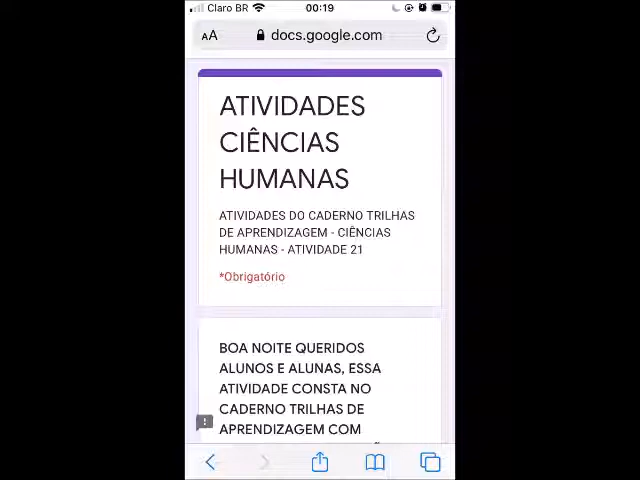 Claro BR 00:19
AA docs.google.com
ATIVIDADES
CIÊNCIAS
HUMANAS
ATIVIDADES DO CADERNO TRILHAS
DE APRENDIZAGEM - CIÊNCIAS
HUMANAS - ATIVIDADE 21
*Obrigatório
BOA NOITE QUERIDOS
ALUNOS E ALUNAS, ESSA
ATIVIDADE CONSTA NO
CADERNO TRILHAS DE
APRENDIZAGEM COM